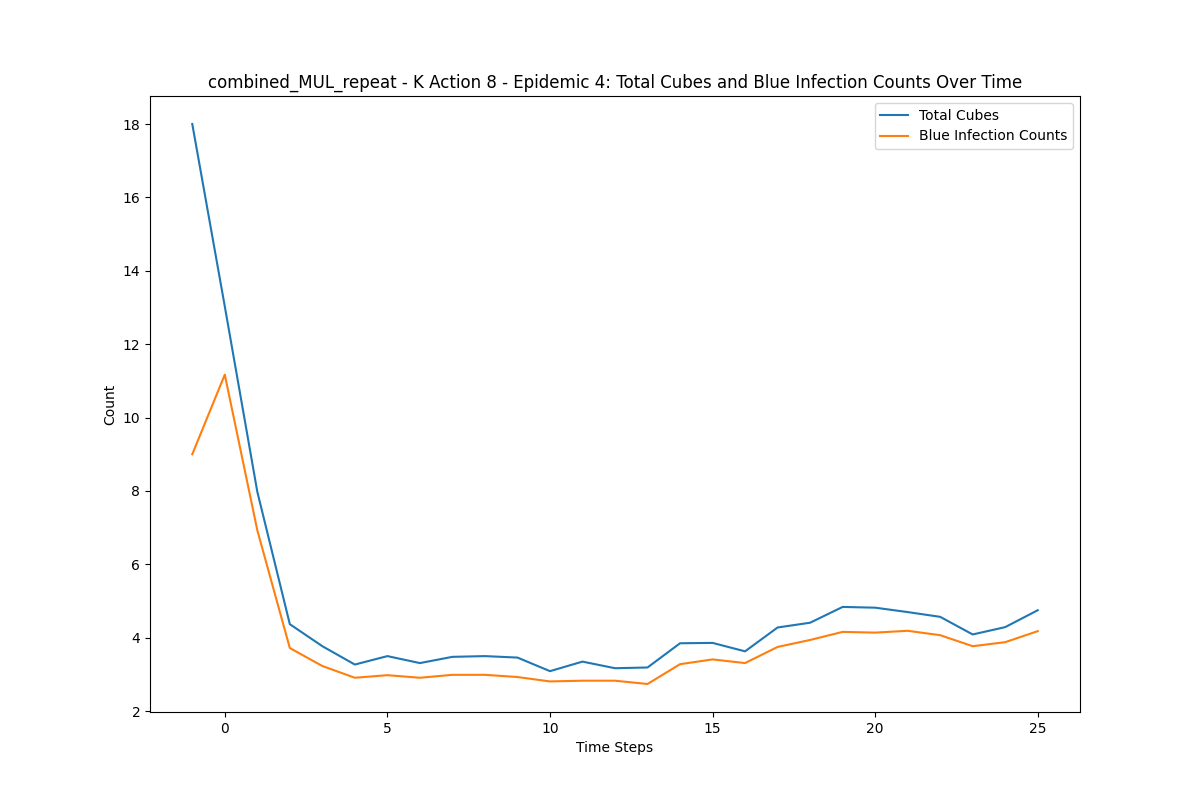 combined_MUL_repeat - K Action 8 - Epidemic 4: Total Cubes and Blue Infection Counts Over Time
Total Cubes
Blue Infection Counts
18
16
14
12
10
8
6
4
2
Count
0 5 10 15 20 25
Time Steps